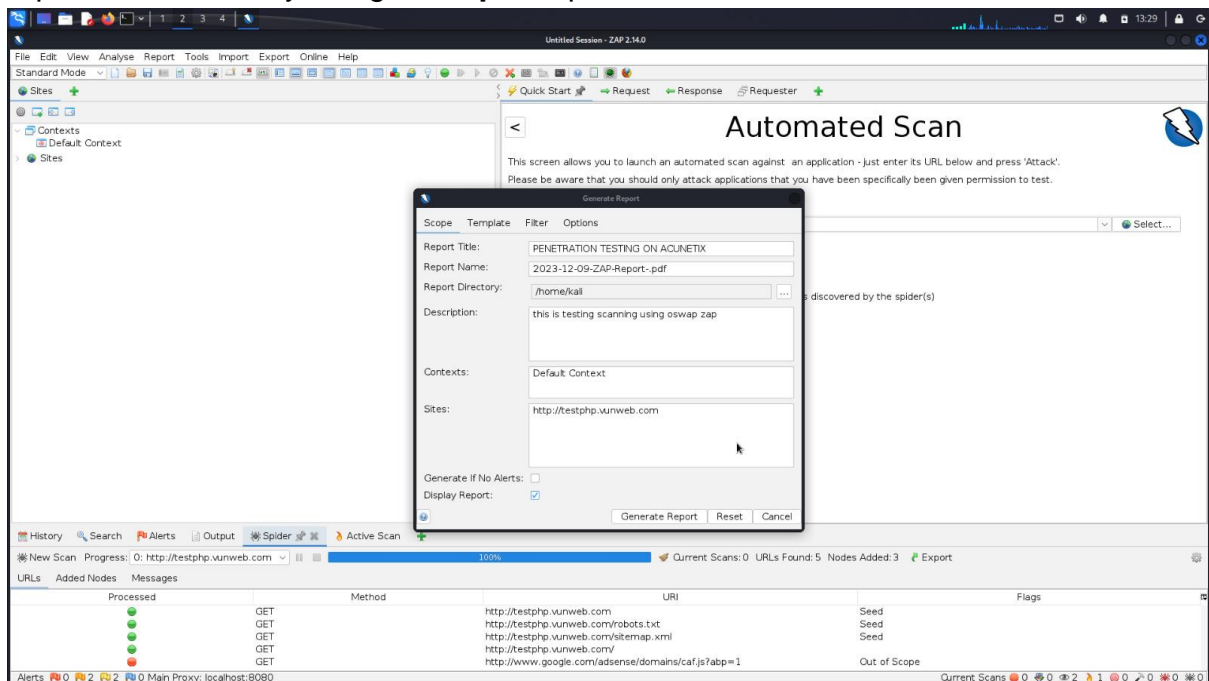 1 2 3 4 13:29
Untitled Session - ZAP 2.14.0
File Edit View Analyse Report Tools Import Export Online Help
Standard Mode
Sites
Quick Start Request Response Requester
Contexts
Default Context
Sites
< Automated Scan
This screen allows you to launch an automated scan against an application - just enter its URL below and press 'Attack'.
Please be aware that you should only attack applications that you have been specifically been given permission to test.
Select...
s discovered by the spider(s)
Generate Report
Scope Template Filter Options
Report Title: PENETRATION TESTING ON ACUNETIX
Report Name: 2023-12-09-ZAP-Report-.pdf
Report Directory: /home/kali ...
Description: this is testing scanning using oswap zap
Contexts: Default Context
Sites: http://testphp.vunweb.com
Generate If No Alerts:
Display Report:
Generate Report Reset Cancel
History Search Alerts Output Spider Active Scan
New Scan Progress: 0: http://testphp.vunweb.com 100% Current Scans: 0 URLs Found: 5 Nodes Added: 3 Export
URLs Added Nodes Messages
Processed Method URI Flags
GET http://testphp.vunweb.com Seed
GET http://testphp.vunweb.com/robots.txt Seed
GET http://testphp.vunweb.com/sitemap.xml Seed
GET http://testphp.vunweb.com/
GET http://www.google.com/adsense/domains/caf.js?abp=1 Out of Scope
Alerts 0 2 2 0 Main Proxy: localhost:8080 Current Scans 0 0 2 1 0 0 0 0